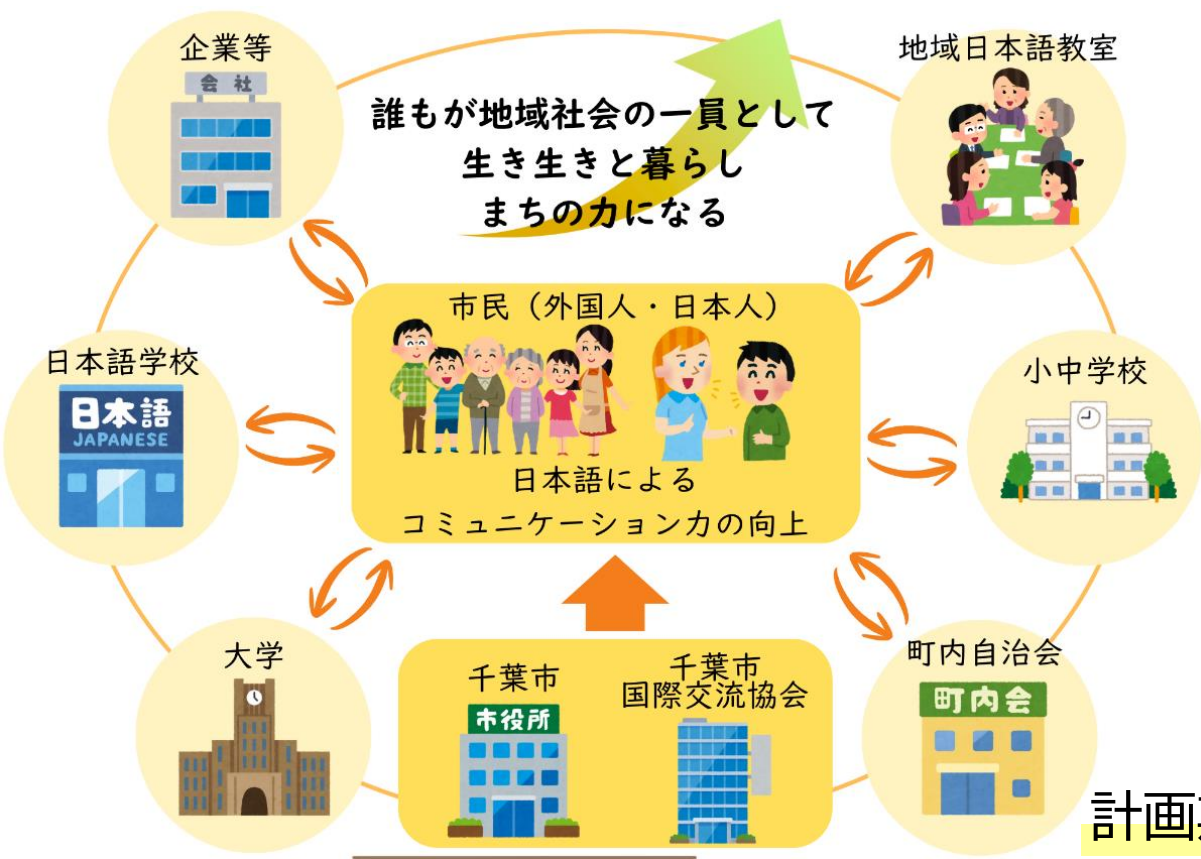 企業等
会社
地域日本語教室
誰もが地域社会の一員として
生き生きと暮らし
まちの力になる
市民（外国人・日本人）
日本語学校
日本語
JAPANESE
小中学校
日本語による
コミュニケーション力の向上
大学
千葉市
市役所
千葉市
国際交流協会
町内自治会
町内会
計画